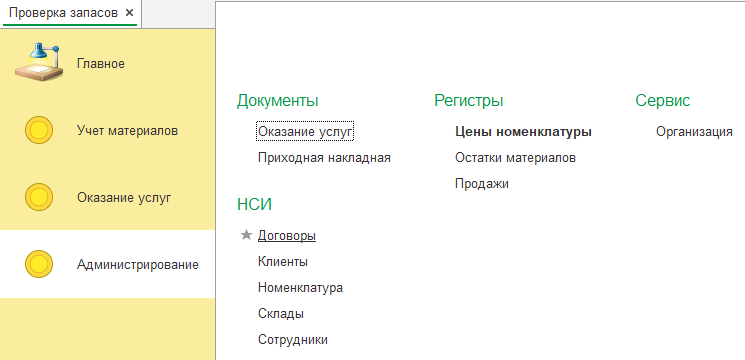 Проверка запасов ×
Главное
Учет материалов
Оказание услуг
Администрирование
Документы
Оказание услуг
Приходная накладная
НСИ
Договоры
Клиенты
Номенклатура
Склады
Сотрудники
Регистры
Цены номенклатуры
Остатки материалов
Продажи
Сервис
Организация